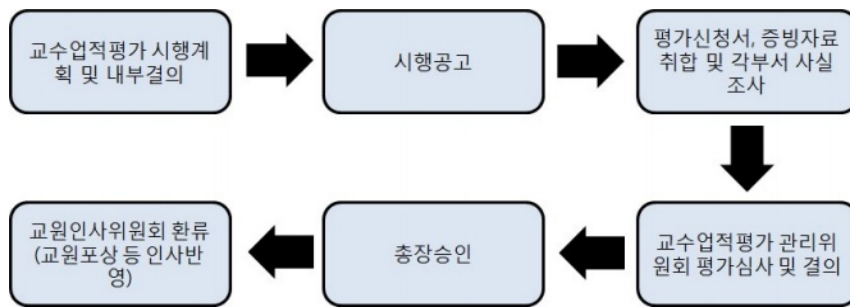 교수업적평가 시행계
획 및 내부결의
시행공고
평가신청서, 증빙자료
취합 및 각부서 사실
조사
교수업적평가 관리위
원회 평가심사 및 결의
총장승인
교원인사위원회 환류
(교원포상 등 인사반
영)